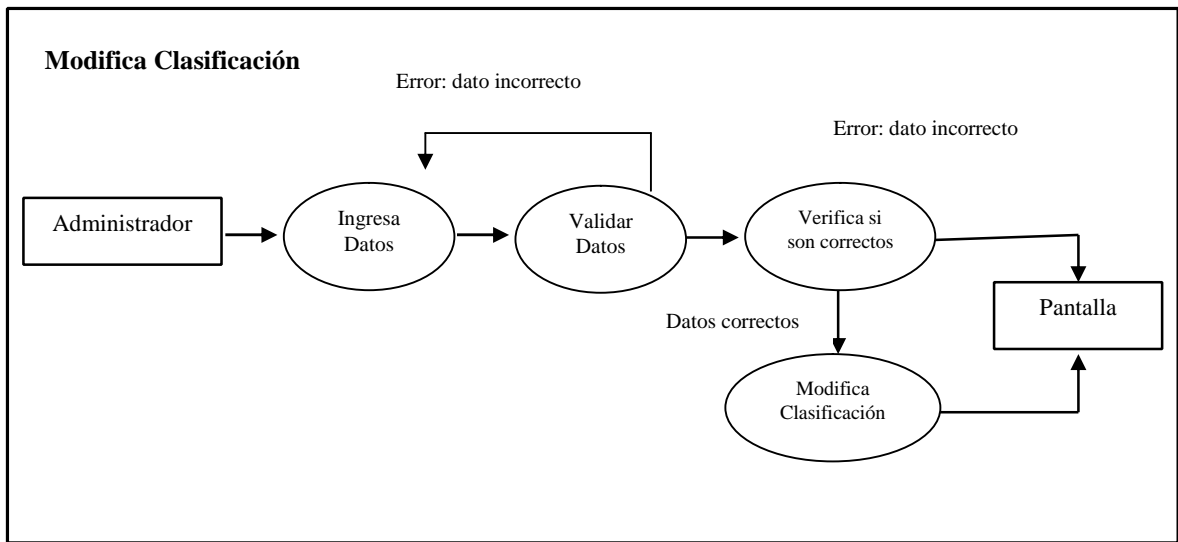 Modifica Clasificación
Error: dato incorrecto
Error: dato incorrecto
Administrador
Ingresa
Datos
Validar
Datos
Verifica si
son correctos
Pantalla
Datos correctos
Modifica
Clasificación